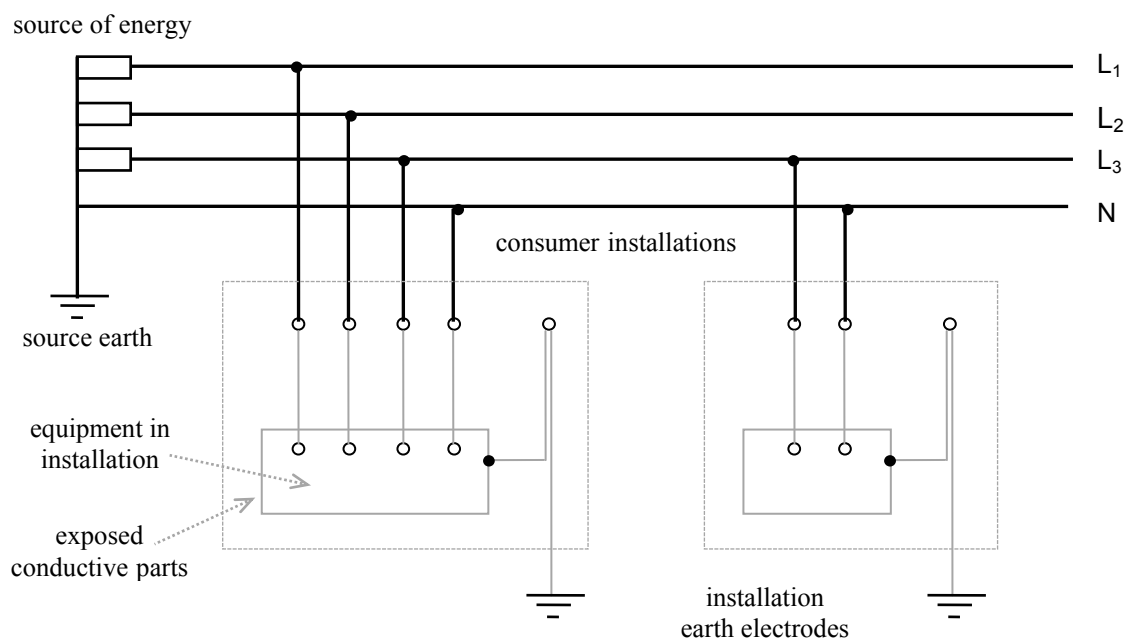 source of energy
L₁
L₂
L₃
N
consumer installations
source earth
equipment in
installation
exposed
conductive parts
installation
earth electrodes